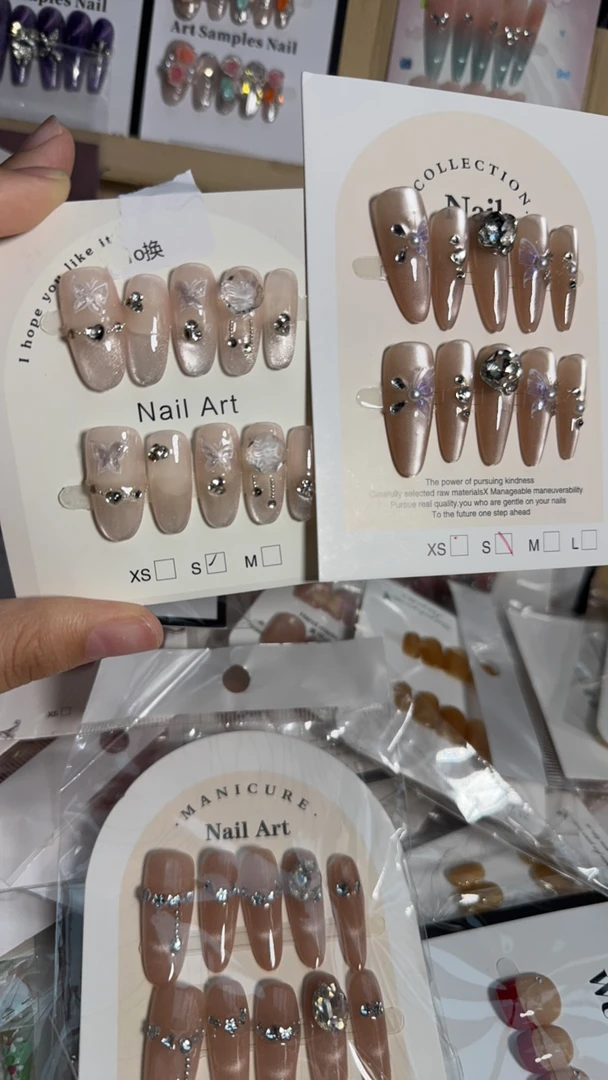 Art Samples Nail
COLLECTION
Nail
I hope you like it
换
Nail Art
XS S M
The power of pursuing kindness
Carefully selected raw materialsX Manageable maneuverability
Pursue real quality.you who are gentle on your nails
To the future one step ahead
XS S M L
·MANICURE·
Nail Art